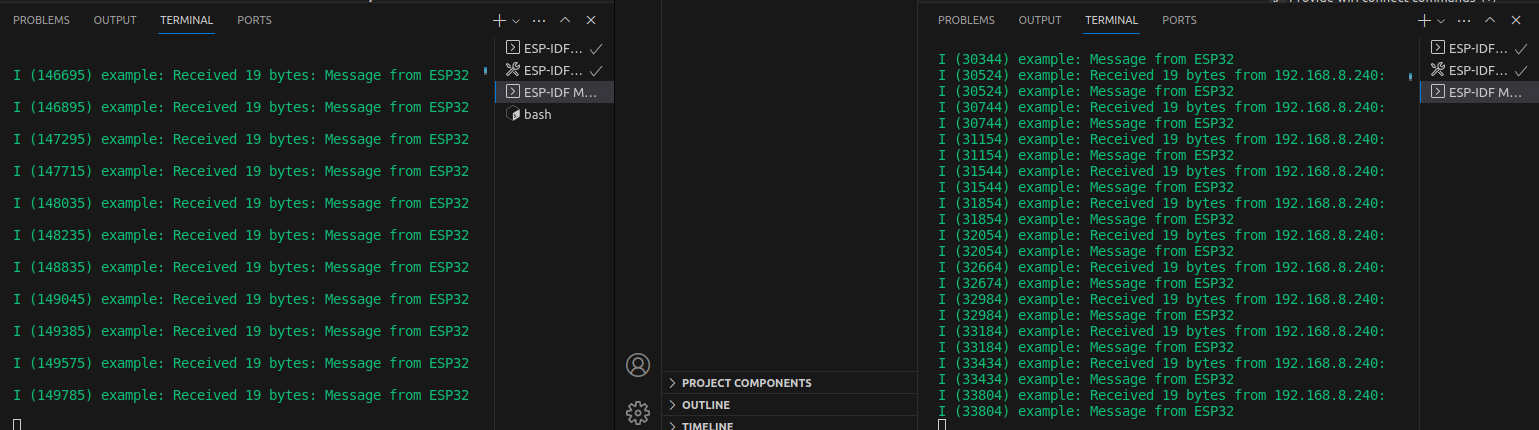 PROBLEMS OUTPUT TERMINAL PORTS
ESP-IDF...
ESP-IDF...
ESP-IDF M...
bash
I (146695) example: Received 19 bytes: Message from ESP32
I (146895) example: Received 19 bytes: Message from ESP32
I (147295) example: Received 19 bytes: Message from ESP32
I (147715) example: Received 19 bytes: Message from ESP32
I (148035) example: Received 19 bytes: Message from ESP32
I (148235) example: Received 19 bytes: Message from ESP32
I (148835) example: Received 19 bytes: Message from ESP32
I (149045) example: Received 19 bytes: Message from ESP32
I (149385) example: Received 19 bytes: Message from ESP32
I (149575) example: Received 19 bytes: Message from ESP32
I (149785) example: Received 19 bytes: Message from ESP32
PROJECT COMPONENTS
OUTLINE
TIMELINE
PROBLEMS OUTPUT TERMINAL PORTS
I (30344) example: Message from ESP32
I (30524) example: Received 19 bytes from 192.168.8.240:
I (30524) example: Message from ESP32
I (30744) example: Received 19 bytes from 192.168.8.240:
I (30744) example: Message from ESP32
I (31154) example: Received 19 bytes from 192.168.8.240:
I (31154) example: Message from ESP32
I (31544) example: Received 19 bytes from 192.168.8.240:
I (31544) example: Message from ESP32
I (31854) example: Received 19 bytes from 192.168.8.240:
I (31854) example: Message from ESP32
I (32054) example: Received 19 bytes from 192.168.8.240:
I (32054) example: Message from ESP32
I (32664) example: Received 19 bytes from 192.168.8.240:
I (32674) example: Message from ESP32
I (32984) example: Received 19 bytes from 192.168.8.240:
I (32984) example: Message from ESP32
I (33184) example: Received 19 bytes from 192.168.8.240:
I (33184) example: Message from ESP32
I (33434) example: Received 19 bytes from 192.168.8.240:
I (33434) example: Message from ESP32
I (33804) example: Received 19 bytes from 192.168.8.240:
I (33804) example: Message from ESP32
ESP-IDF...
ESP-IDF...
ESP-IDF M...